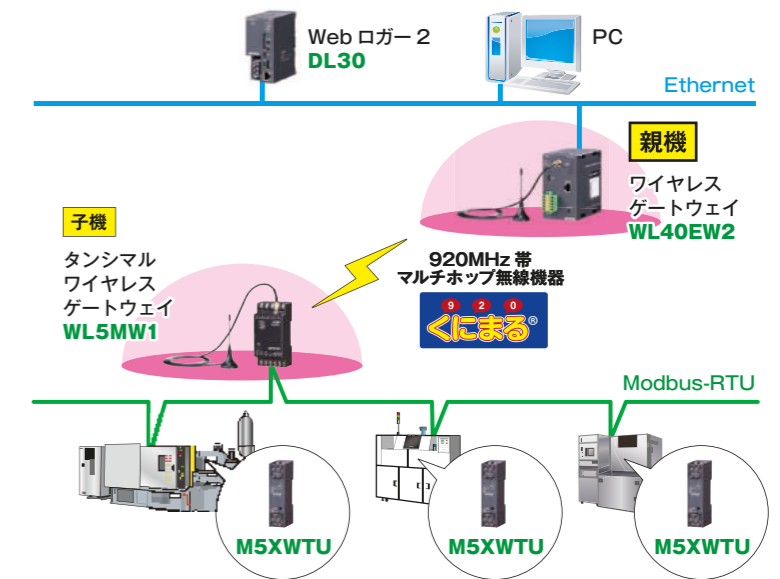 Web ロガー 2
DL30
PC
Ethernet
親機
ワイヤレス
ゲートウェイ
WL40EW2
子機
タンシマル
ワイヤレス
ゲートウェイ
WL5MW1
920MHz 帯
マルチホップ無線機器
9 2 0
くにまる®
Modbus-RTU
M5XWTU
M5XWTU
M5XWTU